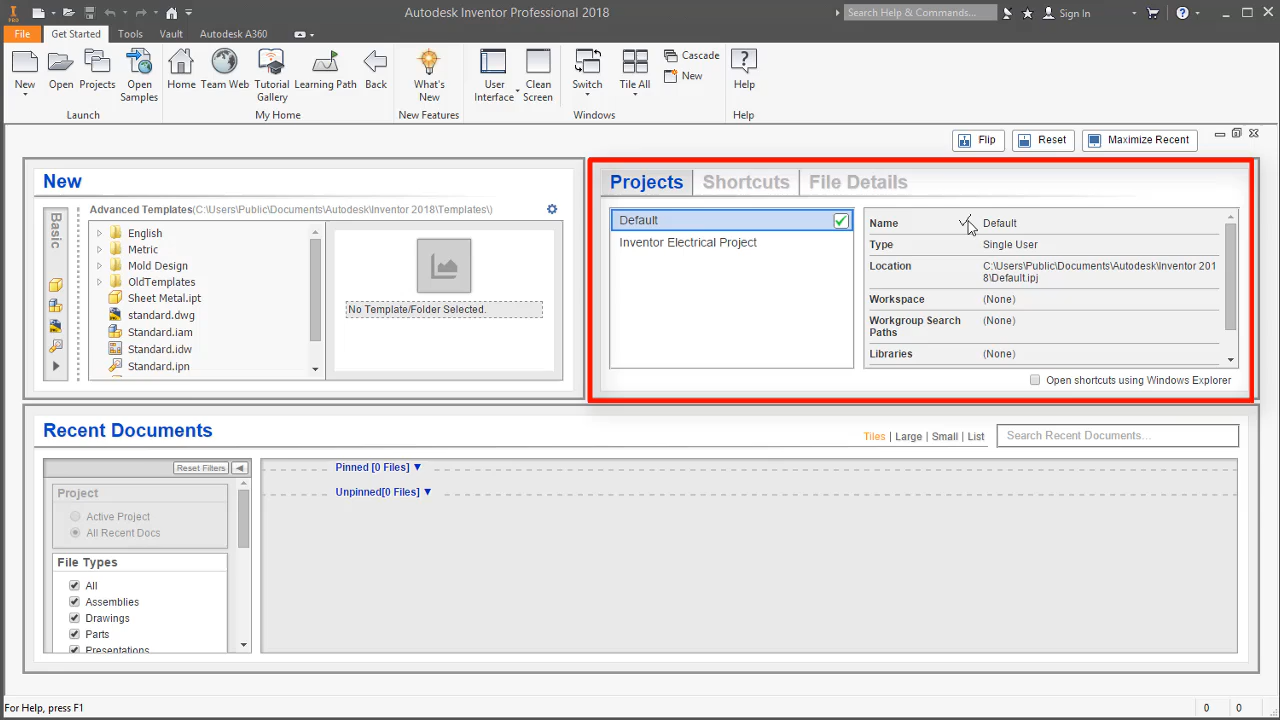 PRO
Autodesk Inventor Professional 2018
Search Help & Commands...
Sign In
File
Get Started
Tools
Vault
Autodesk A360
New
Open
Projects
Open Samples
Home
Team Web
Tutorial Gallery
Learning Path
Back
What's New
User Interface
Clean Screen
Switch
Tile All
Cascade
New
Help
Launch
My Home
New Features
Windows
Help
Flip
Reset
Maximize Recent
New
Advanced Templates(C:\Users\Public\Documents\Autodesk\Inventor 2018\Templates\)
Basic
English
Metric
Mold Design
OldTemplates
Sheet Metal.ipt
standard.dwg
Standard.iam
Standard.idw
Standard.ipn
No Template/Folder Selected.
Projects
Shortcuts
File Details
Default
Inventor Electrical Project
Name Default
Type Single User
Location C:\Users\Public\Documents\Autodesk\Inventor 201
8\Default.ipj
Workspace (None)
Workgroup Search (None)
Paths
Libraries (None)
Open shortcuts using Windows Explorer
Recent Documents
Tiles | Large | Small | List
Search Recent Documents...
Reset Filters
Project
Active Project
All Recent Docs
File Types
All
Assemblies
Drawings
Parts
Presentations
Pinned [0 Files]
Unpinned[0 Files]
For Help, press F1
0 0